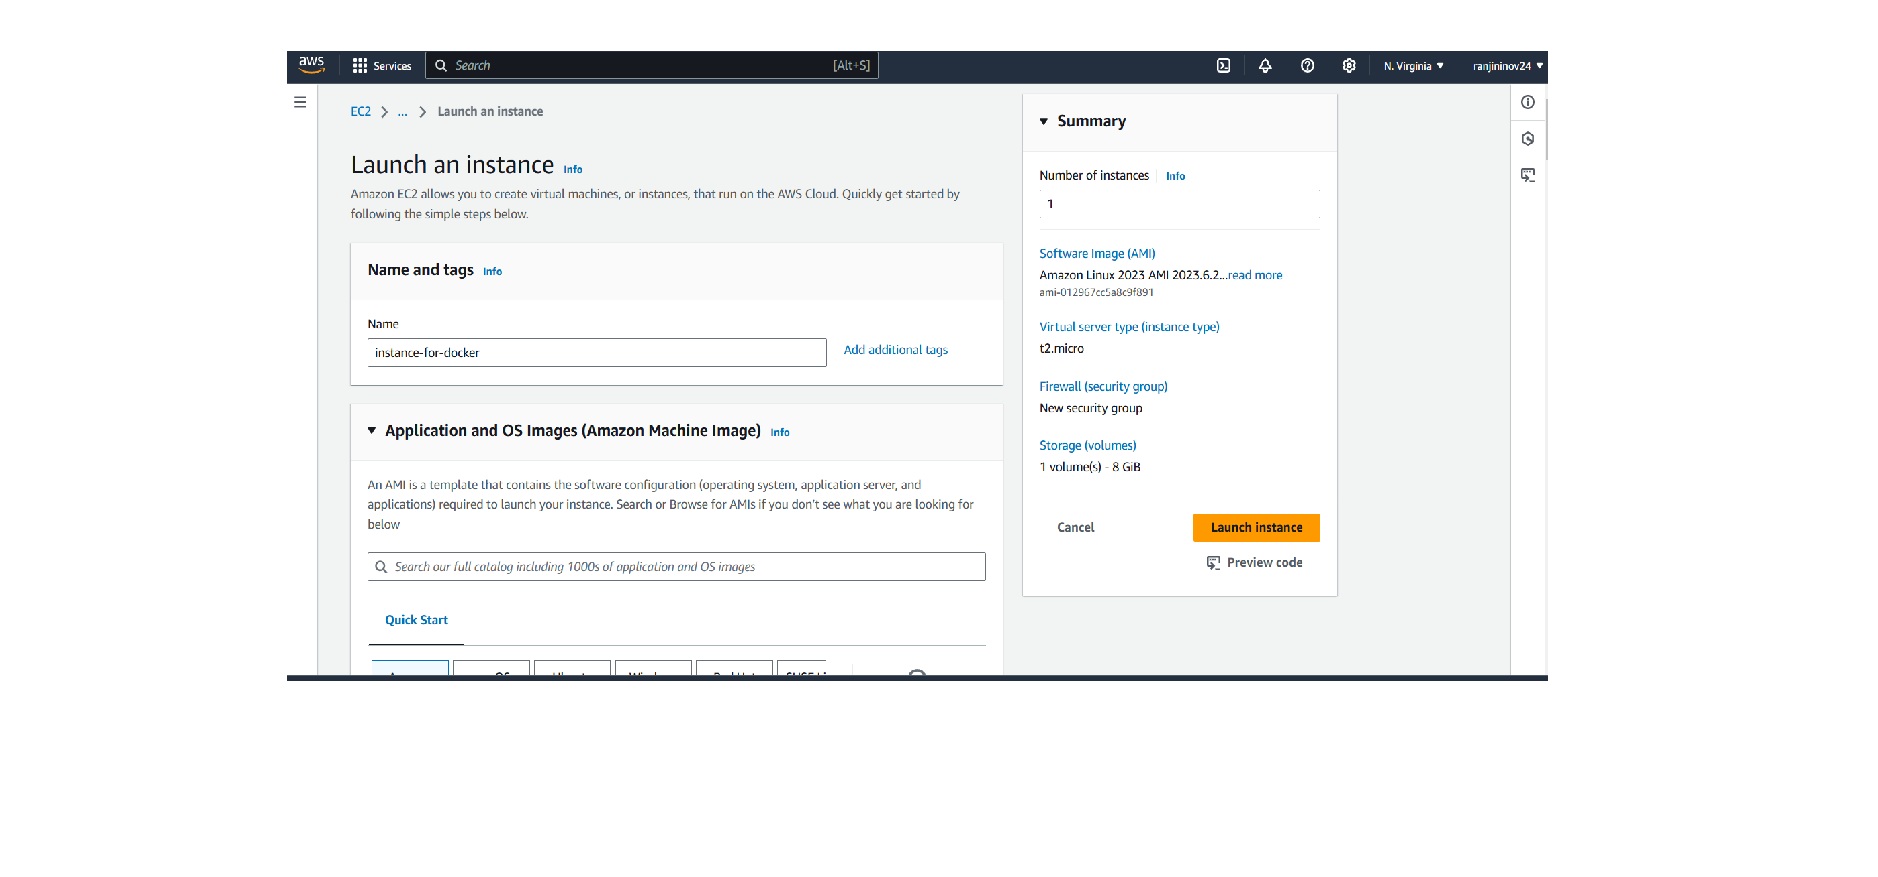 aws
Services
Search
[Alt+S]
N. Virginia
ranjininov24
EC2
...
Launch an instance
Launch an instance Info
Amazon EC2 allows you to create virtual machines, or instances, that run on the AWS Cloud. Quickly get started by
following the simple steps below.
Name and tags Info
Name
instance-for-docker
Add additional tags
Application and OS Images (Amazon Machine Image) Info
An AMI is a template that contains the software configuration (operating system, application server, and
applications) required to launch your instance. Search or Browse for AMIs if you don't see what you are looking for
below
Search our full catalog including 1000s of application and OS images
Quick Start
Summary
Number of instances Info
1
Software Image (AMI)
Amazon Linux 2023 AMI 2023.6.2...read more
ami-012967cc5a8c9f891
Virtual server type (instance type)
t2.micro
Firewall (security group)
New security group
Storage (volumes)
1 volume(s) - 8 GiB
Cancel
Launch instance
Preview code